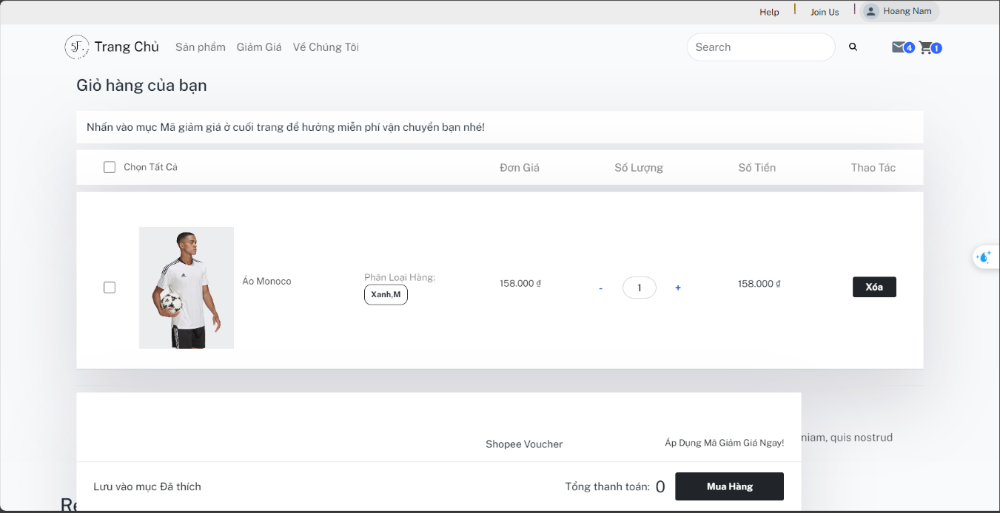 Help
Join Us
Hoang Nam
5F.
Trang Chủ
Sản phẩm
Giảm Giá
Về Chúng Tôi
Search
4
1
Giỏ hàng của bạn
Nhấn vào mục Mã giảm giá ở cuối trang để hưởng miễn phí vận chuyển bạn nhé!
Chọn Tất Cả
Đơn Giá
Số Lượng
Số Tiền
Thao Tác
Áo Monoco
Phân Loại Hàng:
Xanh,M
158.000 ₫
-
1
+
158.000 ₫
Xóa
niam, quis nostrud
Shopee Voucher
Áp Dụng Mã Giảm Giá Ngay!
Lưu vào mục Đã thích
Tổng thanh toán: 0
Mua Hàng